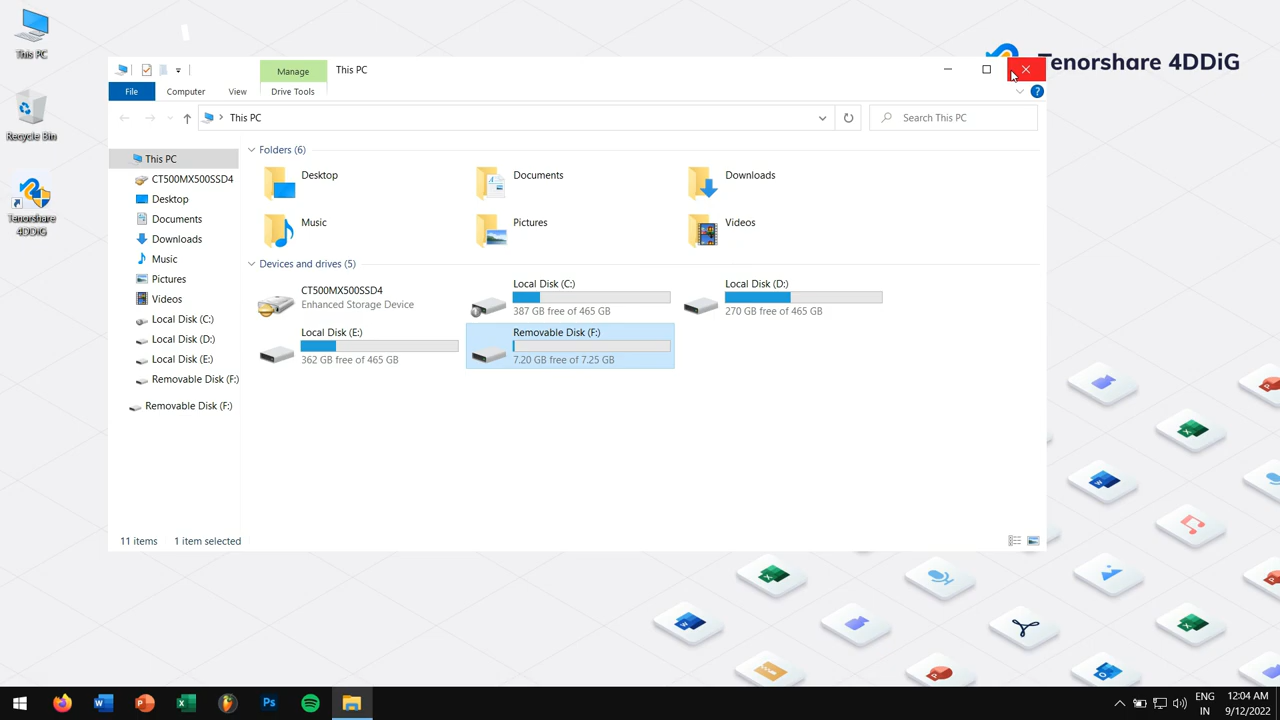 This PC
Recycle Bin
Tenorshare
4DDiG
Tenorshare 4DDiG
Manage
This PC
File
Computer
View
Drive Tools
This PC
Search This PC
This PC
CT500MX500SSD4
Desktop
Documents
Downloads
Music
Pictures
Videos
Local Disk (C:)
Local Disk (D:)
Local Disk (E:)
Removable Disk (F:)
Removable Disk (F:)
Folders (6)
Desktop
Documents
Downloads
Music
Pictures
Videos
Devices and drives (5)
CT500MX500SSD4
Enhanced Storage Device
Local Disk (C:)
387 GB free of 465 GB
Local Disk (D:)
270 GB free of 465 GB
Local Disk (E:)
362 GB free of 465 GB
Removable Disk (F:)
7.20 GB free of 7.25 GB
11 items
1 item selected
ENG
IN
12:04 AM
9/12/2022